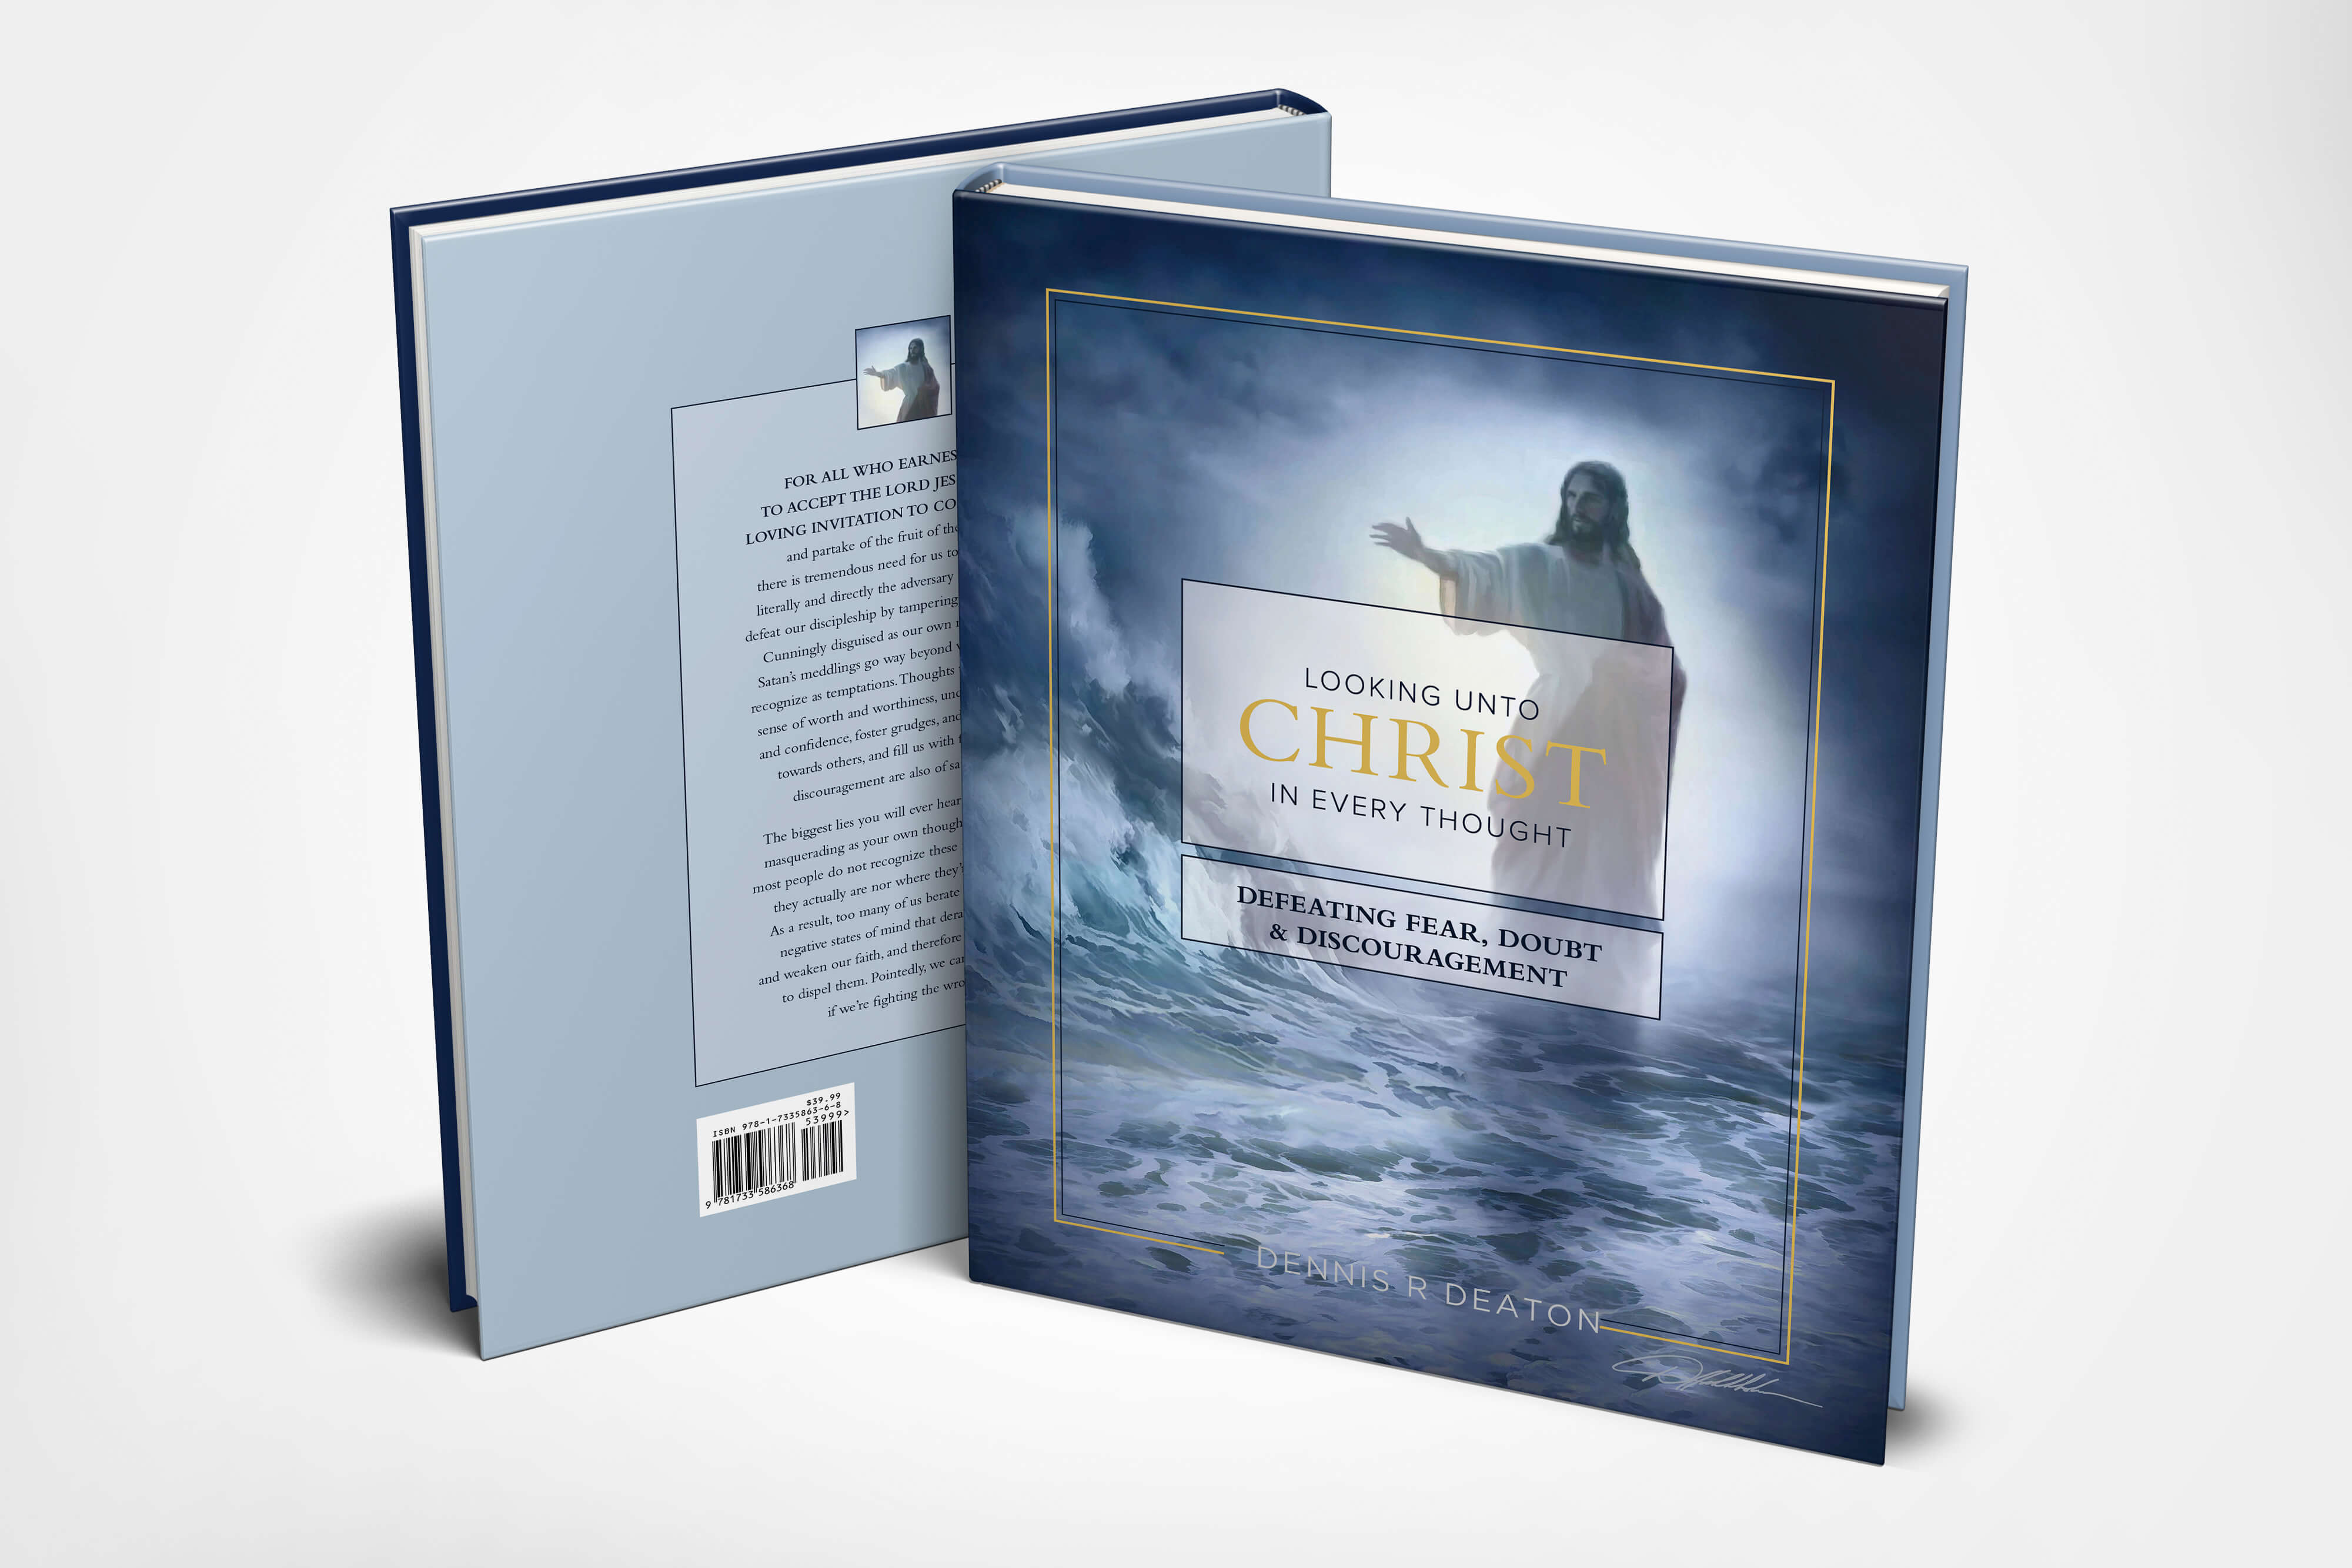 FOR ALL WHO EARNES
TO ACCEPT THE LORD JES
LOVING INVITATION TO CO
and partake of the fruit of the
there is tremendous need for us to
literally and directly the adversary
defeat our discipleship by tampering
Cunningly disguised as our own
Satan's meddlings go way beyond
recognize as temptations. Thoughts
sense of worth and worthiness, und
and confidence, foster grudges, and
towards others, and fill us with
discouragement are also of sa
The biggest lies you will ever hear
masquerading as your own though
most people do not recognize these
they actually are nor where they'
As a result, too many of us berate
negative states of mind that dera
and weaken our faith, and therefore
to dispel them. Pointedly, we can
if we're fighting the wro
$39.99
ISBN 978-1-7335863-6-8
53999>
9 781733 586368
LOOKING UNTO
CHRIST
IN EVERY THOUGHT
DEFEATING FEAR, DOUBT
& DISCOURAGEMENT
DENNIS R DEATON